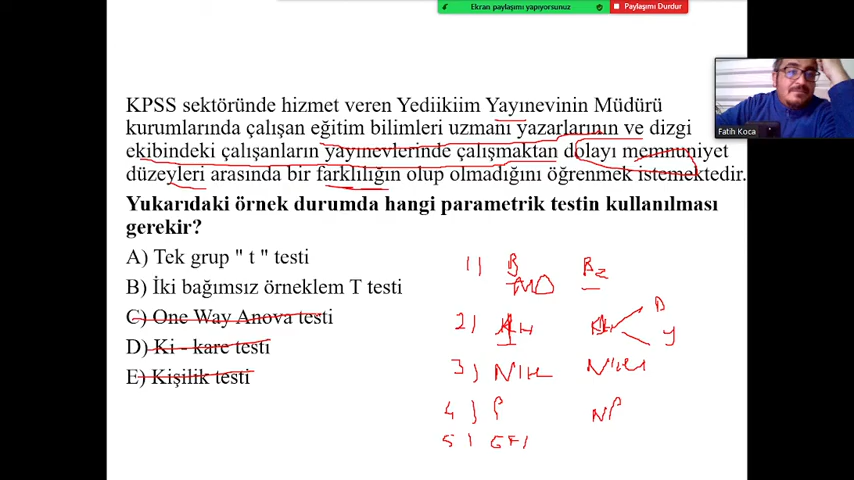 Ekran paylaşımı yapıyorsunuz
Paylaşımı Durdur
Fatih Koca
KPSS sektöründe hizmet veren Yediikiim Yayınevinin Müdürü
kurumlarında çalışan eğitim bilimleri uzmanı yazarlarının ve dizgi
ekibindeki çalışanların yayınevlerinde çalışmaktan dolayı memnuniyet
düzeyleri arasında bir farklılığın olup olmadığını öğrenmek istemektedir.
Yukarıdaki örnek durumda hangi parametrik testin kullanılması
gerekir?
A) Tek grup " t " testi
B) İki bağımsız örneklem T testi
C) One Way Anova testi
D) Ki - kare testi
E) Kişilik testi
1) B B2
2)
3)
4) P NP
5)